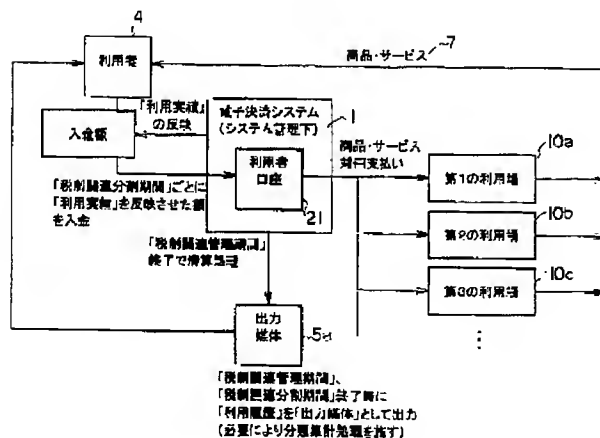 4
商品・サービス
7
利用者
「利用実績」
の反映
電子決済システム
(システム管理下)
1
入金額
利用者
口座
21
商品・サービス
対価支払い
第1の利用場
10a
第2の利用場
10b
第3の利用場
10c
「税制関連分割期間」ごとに
「利用実績」を反映させた額
を入金
「税制関連管理期間」
終了で清算処理
出力
媒体
「税制関連管理期間」、
「税制関連分割期間」終了時に
「利用履歴」を「出力媒体」として出力
(必要により分類集計処理を施す)